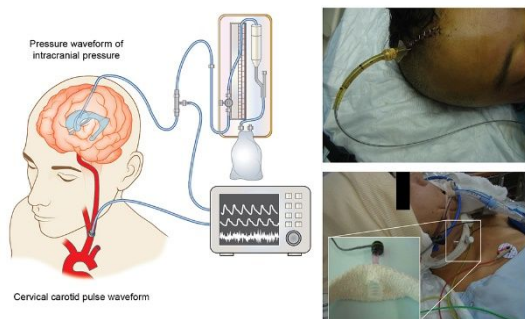 Pressure waveform of
intracranial pressure
Cervical carotid pulse waveform